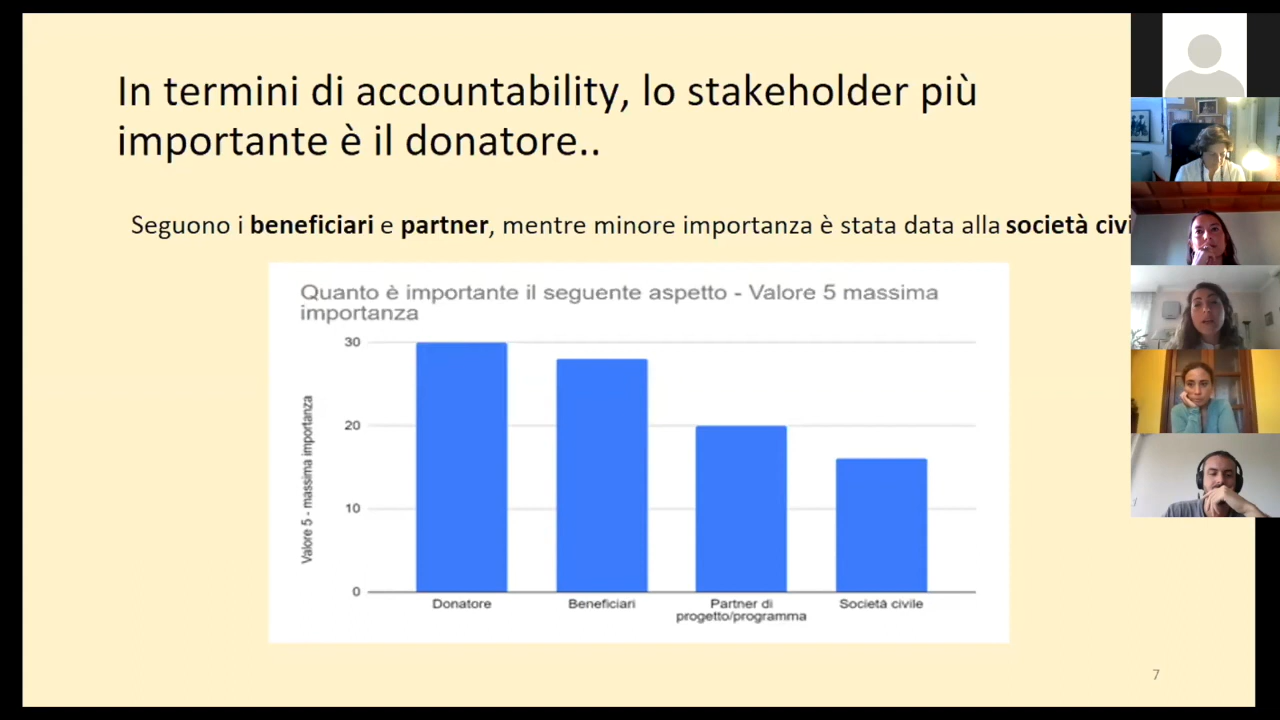 In termini di accountability, lo stakeholder più
importante è il donatore..
Seguono i beneficiari e partner, mentre minore importanza è stata data alla società civi
Quanto è importante il seguente aspetto - Valore 5 massima
importanza
Valore 5 - massima importanza
30
20
10
0
Donatore
Beneficiari
Partner di
progetto/programma
Società civile
7